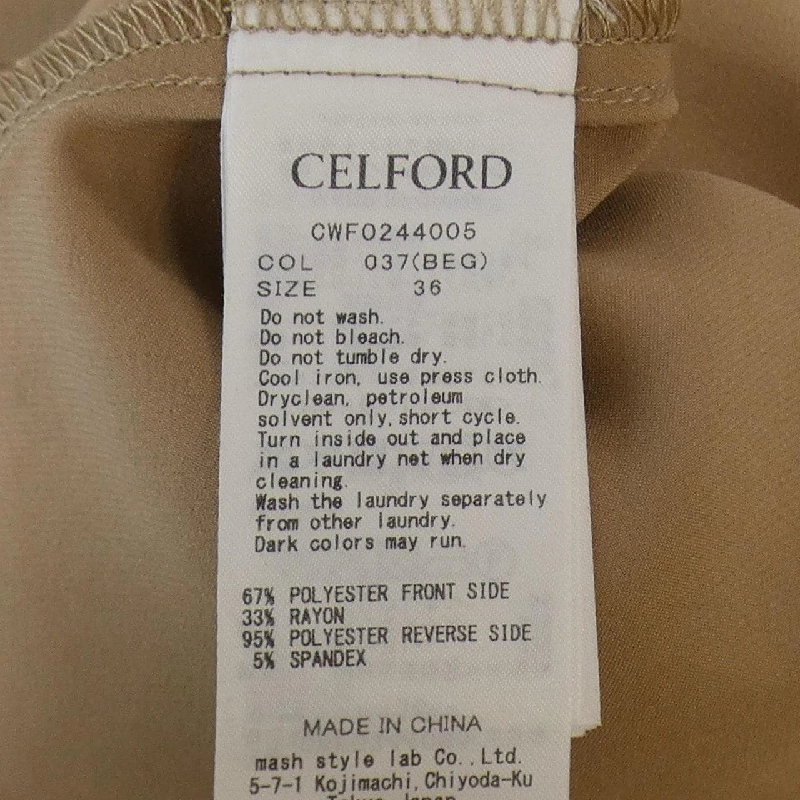 CELFORD
CWFO244005
COL 037(BEG)
SIZE 36
Do not wash.
Do not bleach.
Do not tumble dry.
Cool iron, use press cloth.
Dryclean, petroleum
solvent only, short cycle.
Turn inside out and place
in a laundry net when dry
cleaning.
Wash the laundry separately
from other laundry.
Dark colors may run.
67% POLYESTER FRONT SIDE
33% RAYON
95% POLYESTER REVERSE SIDE
5% SPANDEX
MADE IN CHINA
mash style lab Co., Ltd.
5-7-1 Kojimachi, Chiyoda-Ku
Tokyo, Japan